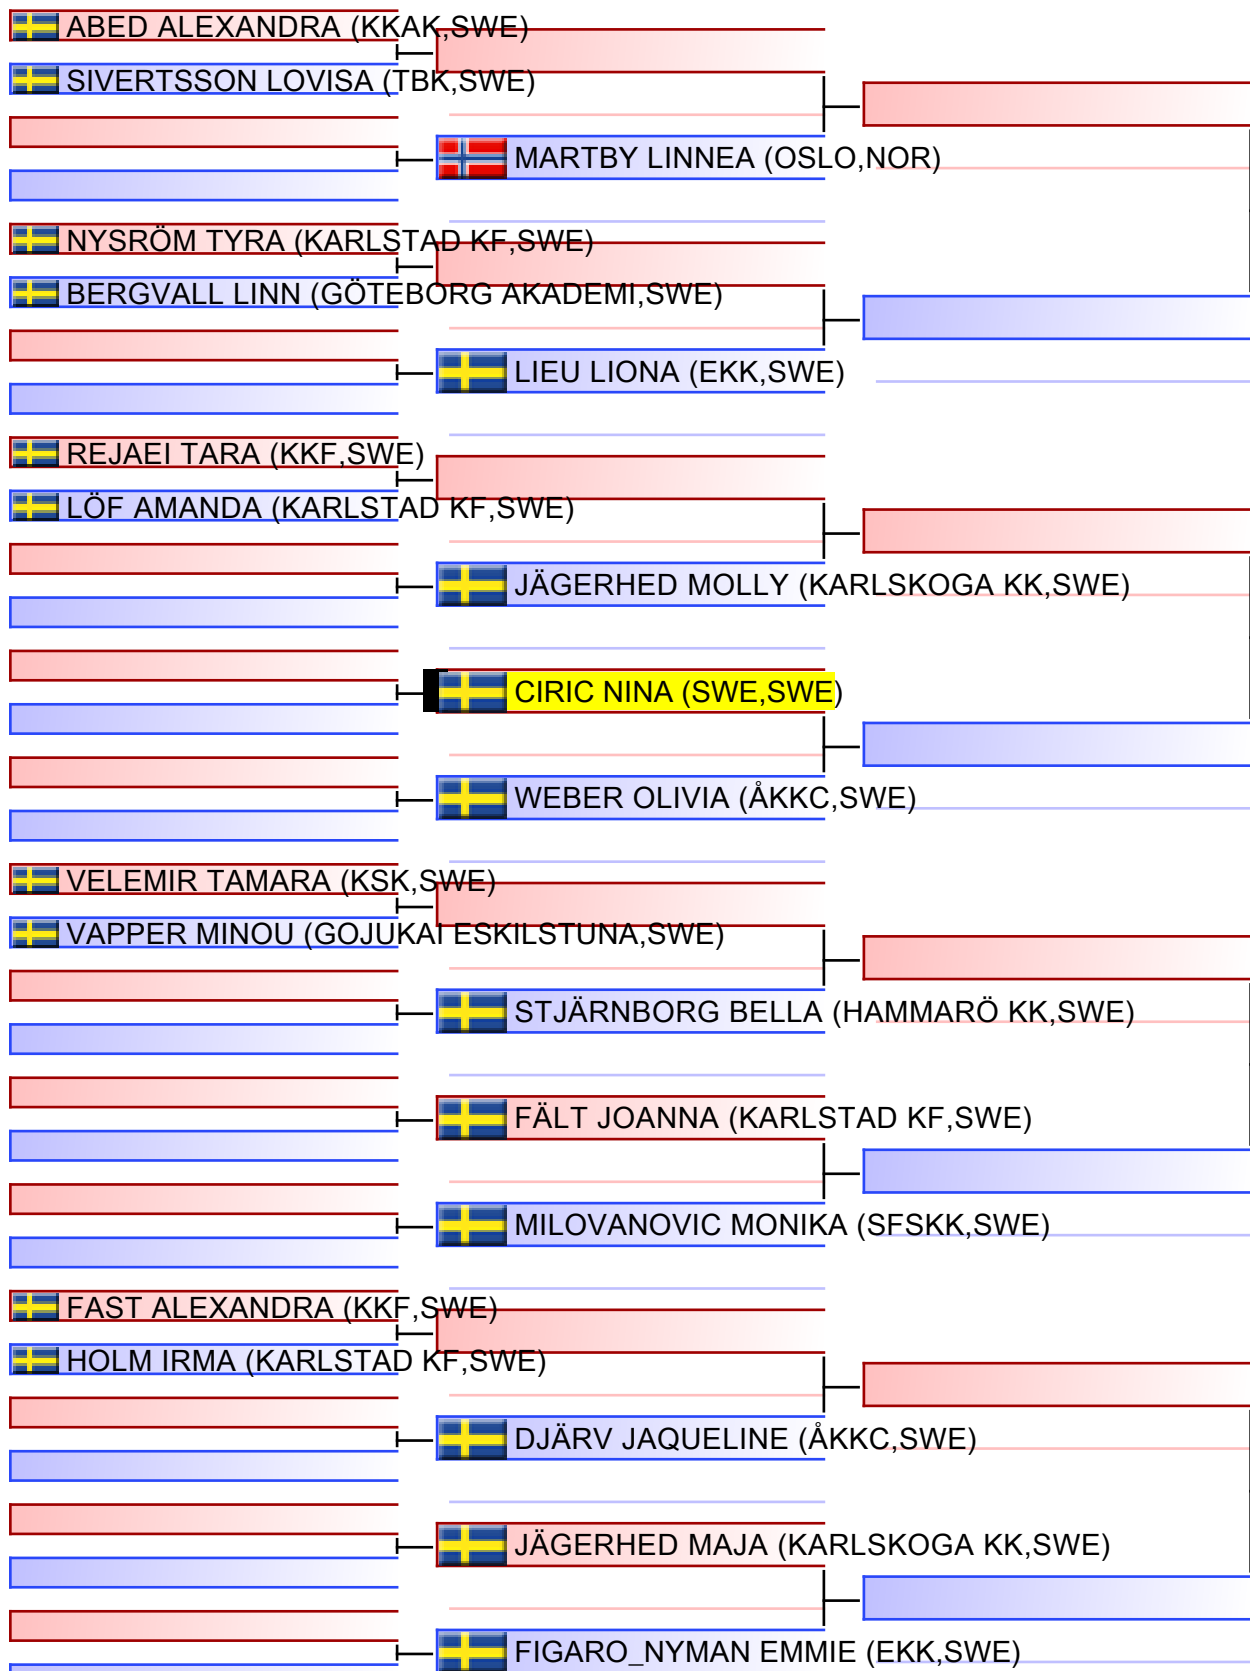 ABED ALEXANDRA (KKAK,SWE)
SIVERTSSON LOVISA (TBK,SWE)
MARTBY LINNEA (OSLO,NOR)
NYSRÖM TYRA (KARLSTAD KF,SWE)
BERGVALL LINN (GÖTEBORG AKADEMI,SWE)
LIEU LIONA (EKK,SWE)
REJAEI TARA (KKF,SWE)
LÖF AMANDA (KARLSTAD KF,SWE)
JÄGERHED MOLLY (KARLSKOGA KK,SWE)
CIRIC NINA (SWE,SWE)
WEBER OLIVIA (ÅKKC,SWE)
VELEMIR TAMARA (KSK,SWE)
VAPPER MINOU (GOJUKAI ESKILSTUNA,SWE)
STJÄRNBORG BELLA (HAMMARÖ KK,SWE)
FÄLT JOANNA (KARLSTAD KF,SWE)
MILOVANOVIC MONIKA (SFSKK,SWE)
FAST ALEXANDRA (KKF,SWE)
HOLM IRMA (KARLSTAD KF,SWE)
DJÄRV JAQUELINE (ÅKKC,SWE)
JÄGERHED MAJA (KARLSKOGA KK,SWE)
FIGARO_NYMAN EMMIE (EKK,SWE)